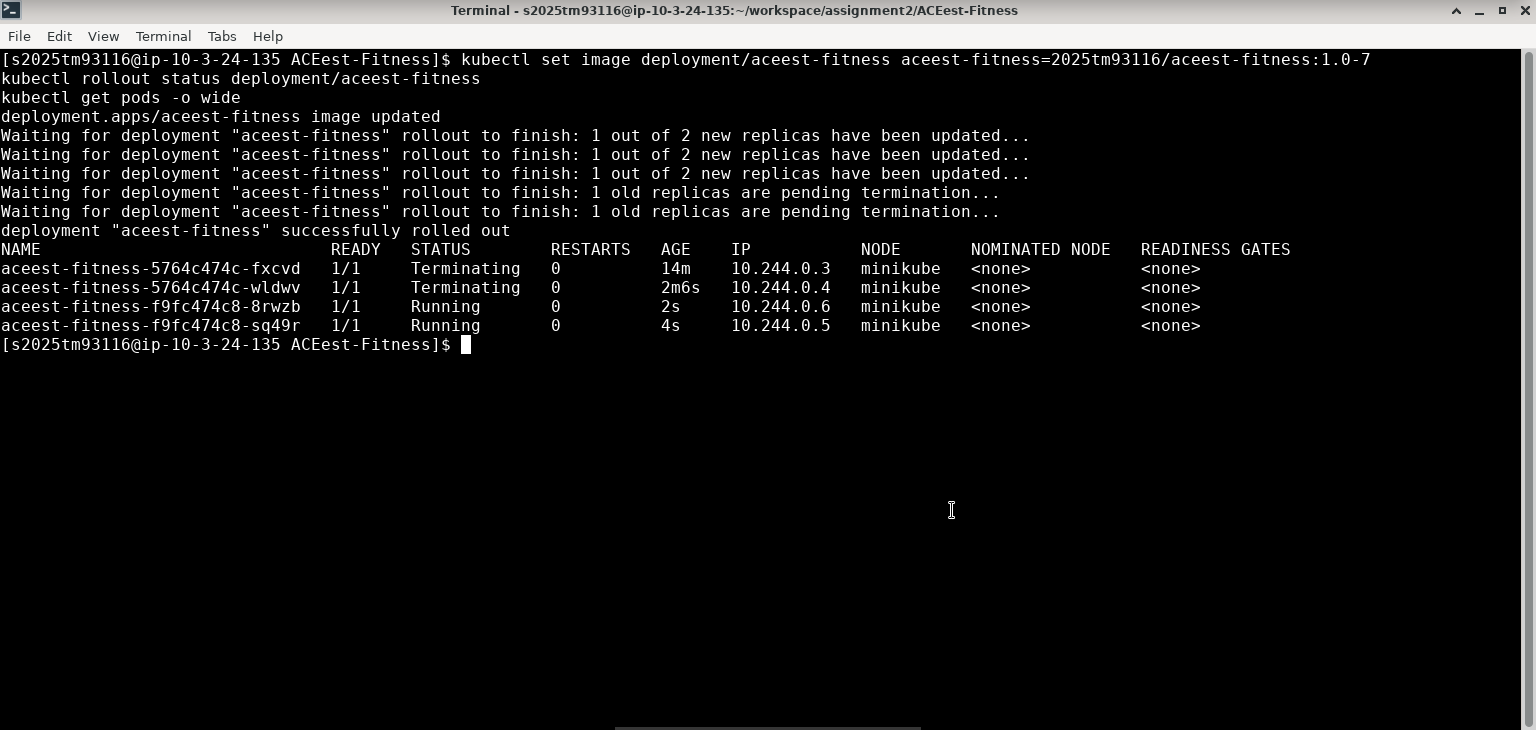 Terminal - s2025tm93116@ip-10-3-24-135:~/workspace/assignment2/ACEest-Fitness
File Edit View Terminal Tabs Help
[s2025tm93116@ip-10-3-24-135 ACEest-Fitness]$ kubectl set image deployment/aceest-fitness aceest-fitness=2025tm93116/aceest-fitness:1.0-7
kubectl rollout status deployment/aceest-fitness
kubectl get pods -o wide
deployment.apps/aceest-fitness image updated
Waiting for deployment "aceest-fitness" rollout to finish: 1 out of 2 new replicas have been updated...
Waiting for deployment "aceest-fitness" rollout to finish: 1 out of 2 new replicas have been updated...
Waiting for deployment "aceest-fitness" rollout to finish: 1 out of 2 new replicas have been updated...
Waiting for deployment "aceest-fitness" rollout to finish: 1 old replicas are pending termination...
Waiting for deployment "aceest-fitness" rollout to finish: 1 old replicas are pending termination...
deployment "aceest-fitness" successfully rolled out
NAME READY STATUS RESTARTS AGE IP NODE NOMINATED NODE READINESS GATES
aceest-fitness-5764c474c-fxcvd 1/1 Terminating 0 14m 10.244.0.3 minikube <none> <none>
aceest-fitness-5764c474c-wldwv 1/1 Terminating 0 2m6s 10.244.0.4 minikube <none> <none>
aceest-fitness-f9fc474c8-8rwzb 1/1 Running 0 2s 10.244.0.6 minikube <none> <none>
aceest-fitness-f9fc474c8-sq49r 1/1 Running 0 4s 10.244.0.5 minikube <none> <none>
[s2025tm93116@ip-10-3-24-135 ACEest-Fitness]$